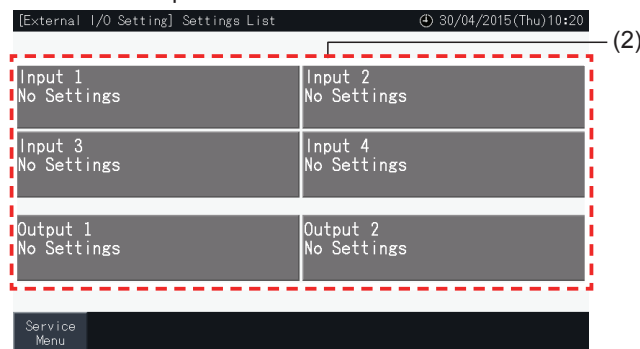 [External I/O Setting] Settings List 30/04/2015(Thu)10:20
(2)
Input 1
No Settings
Input 2
No Settings
Input 3
No Settings
Input 4
No Settings
Output 1
No Settings
Output 2
No Settings
Service
Menu